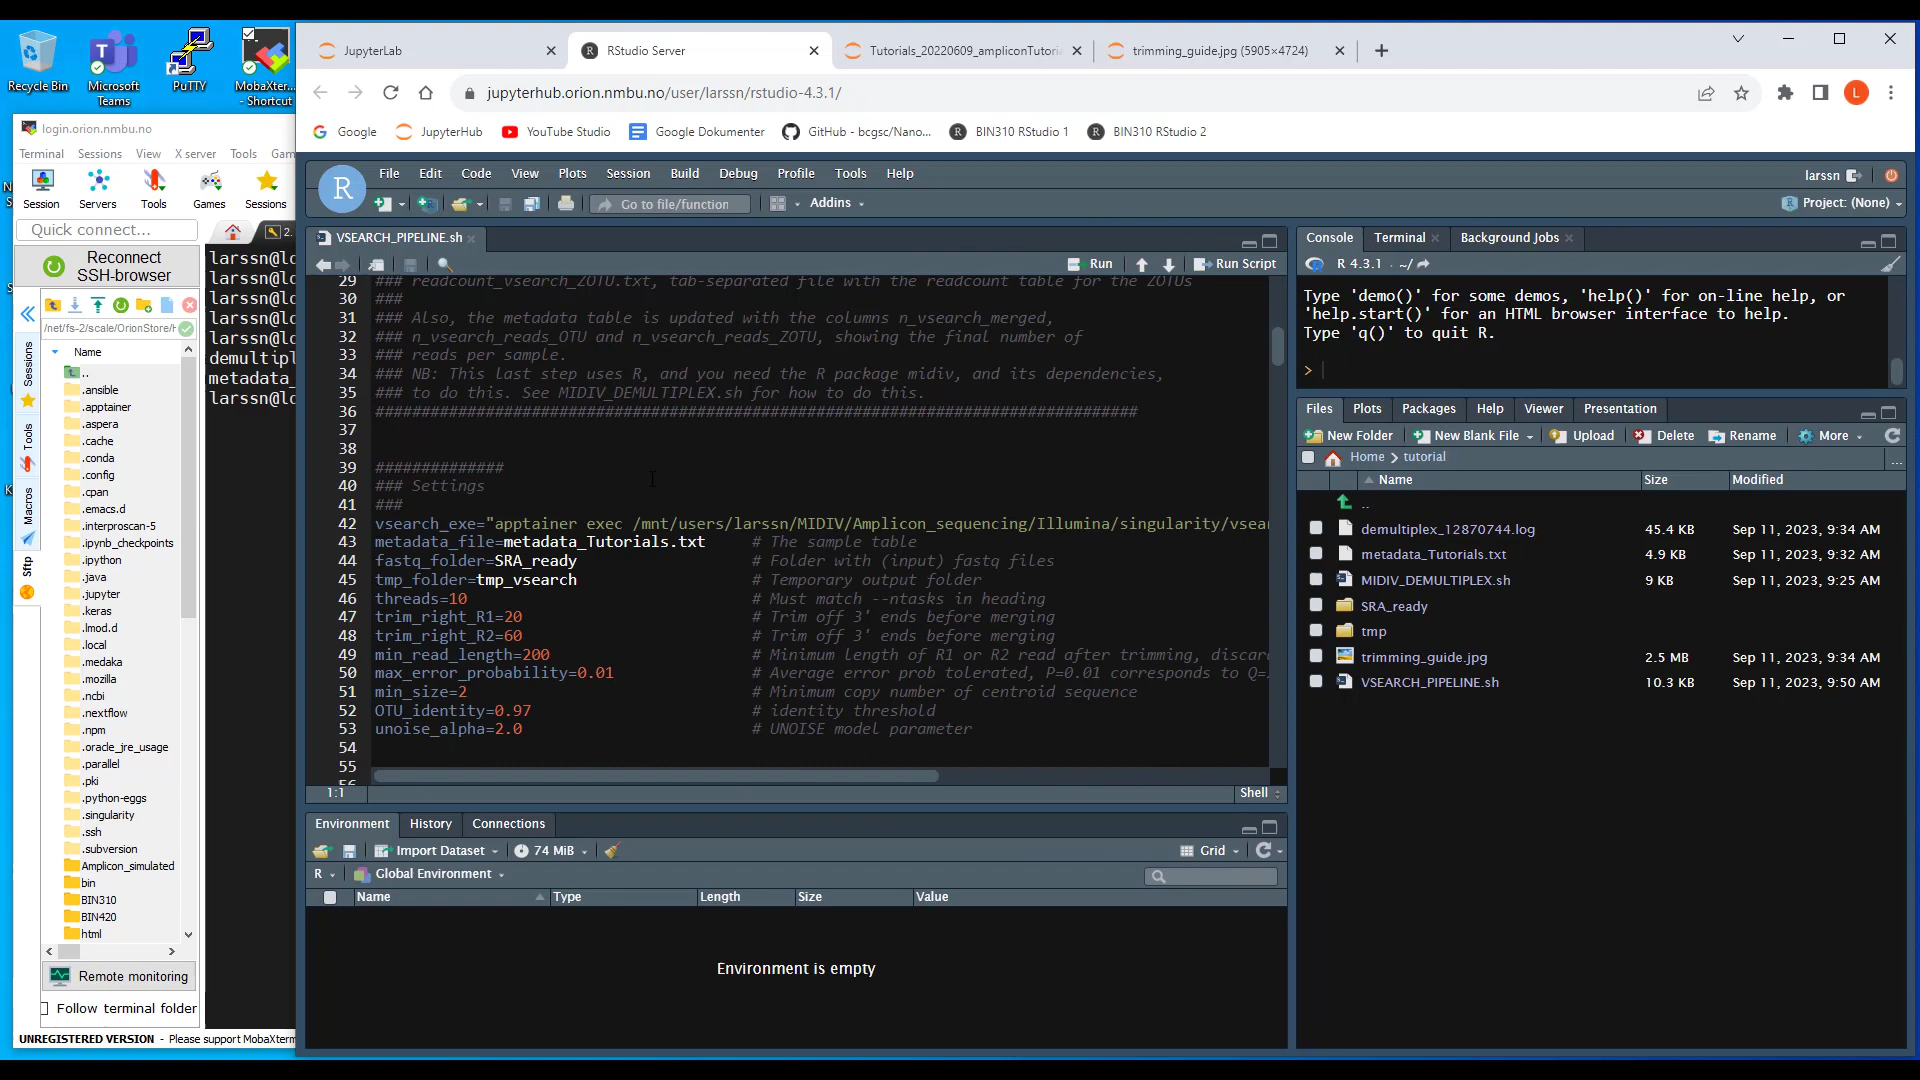 Recycle Bin
Microsoft Teams
PuTTY
MobaXter... - Shortcut
JupyterLab
RStudio Server
Tutorials_20220609_ampliconTutori
trimming_guide.jpg (5905×4724)
jupyterhub.orion.nmbu.no/user/larssn/rstudio-4.3.1/
L
Google
JupyterHub
YouTube Studio
Google Dokumenter
GitHub - bcgsc/Nano...
BIN310 RStudio 1
BIN310 RStudio 2
login.orion.nmbu.no
Terminal Sessions View X server Tools Gam
Session Servers Tools Games Sessions
Quick connect...
Reconnect SSH-browser
/net/fs-2/scale/OrionStore/
Name
..
.ansible
.apptainer
.aspera
.cache
.conda
.config
.cpan
.emacs.d
.interproscan-5
.ipynb_checkpoints
.ipython
.java
.jupyter
.keras
.lmod.d
.local
.medaka
.mozilla
.ncbi
.nextflow
.npm
.oracle_jre_usage
.parallel
.pki
.python-eggs
.singularity
.ssh
.subversion
Amplicon_simulated
bin
BIN310
BIN420
html
Sessions
Tools
Macros
Sftp
Remote monitoring
Follow terminal folder
UNREGISTERED VERSION - Please support MobaXterm
2.
larssn@lo
larssn@lo
larssn@lo
larssn@lo
larssn@lo
demultipl
metadata_
larssn@lo
R
File Edit Code View Plots Session Build Debug Profile Tools Help
larssn
Go to file/function
Addins
Project: (None)
VSEARCH_PIPELINE.sh
Run
Run Script
29 ### readcount_vsearch_ZOTU.txt, tab-separated file with the readcount table for the ZOTUs
30 ###
31 ### Also, the metadata table is updated with the columns n_vsearch_merged,
32 ### n_vsearch_reads_OTU and n_vsearch_reads_ZOTU, showing the final number of
33 ### reads per sample.
34 ### NB: This last step uses R, and you need the R package midiv, and its dependencies,
35 ### to do this. See MIDIV_DEMULTIPLEX.sh for how to do this.
36 ###################################################################################
37
38
39 ##############
40 ### Settings
41 ###
42 vsearch_exe="apptainer exec /mnt/users/larssn/MIDIV/Amplicon_sequencing/Illumina/singularity/vsear
43 metadata_file=metadata_Tutorials.txt # The sample table
44 fastq_folder=SRA_ready # Folder with (input) fastq files
45 tmp_folder=tmp_vsearch # Temporary output folder
46 threads=10 # Must match --ntasks in heading
47 trim_right_R1=20 # Trim off 3' ends before merging
48 trim_right_R2=60 # Trim off 3' ends before merging
49 min_read_length=200 # Minimum length of R1 or R2 read after trimming, discar
50 max_error_probability=0.01 # Average error prob tolerated, P=0.01 corresponds to Q=
51 min_size=2 # Minimum copy number of centroid sequence
52 OTU_identity=0.97 # identity threshold
53 unoise_alpha=2.0 # UNOISE model parameter
54
55
56
1:1
Shell
Environment History Connections
Import Dataset
74 MiB
Grid
R
Global Environment
Name Type Length Size Value
Environment is empty
Console Terminal Background Jobs
R 4.3.1 · ~/
Type 'demo()' for some demos, 'help()' for on-line help, or
'help.start()' for an HTML browser interface to help.
Type 'q()' to quit R.
>
Files Plots Packages Help Viewer Presentation
New Folder New Blank File Upload Delete Rename More
Home tutorial ...
Name Size Modified
..
demultiplex_12870744.log 45.4 KB Sep 11, 2023, 9:34 AM
metadata_Tutorials.txt 4.9 KB Sep 11, 2023, 9:32 AM
MIDIV_DEMULTIPLEX.sh 9 KB Sep 11, 2023, 9:25 AM
SRA_ready
tmp
trimming_guide.jpg 2.5 MB Sep 11, 2023, 9:34 AM
VSEARCH_PIPELINE.sh 10.3 KB Sep 11, 2023, 9:50 AM